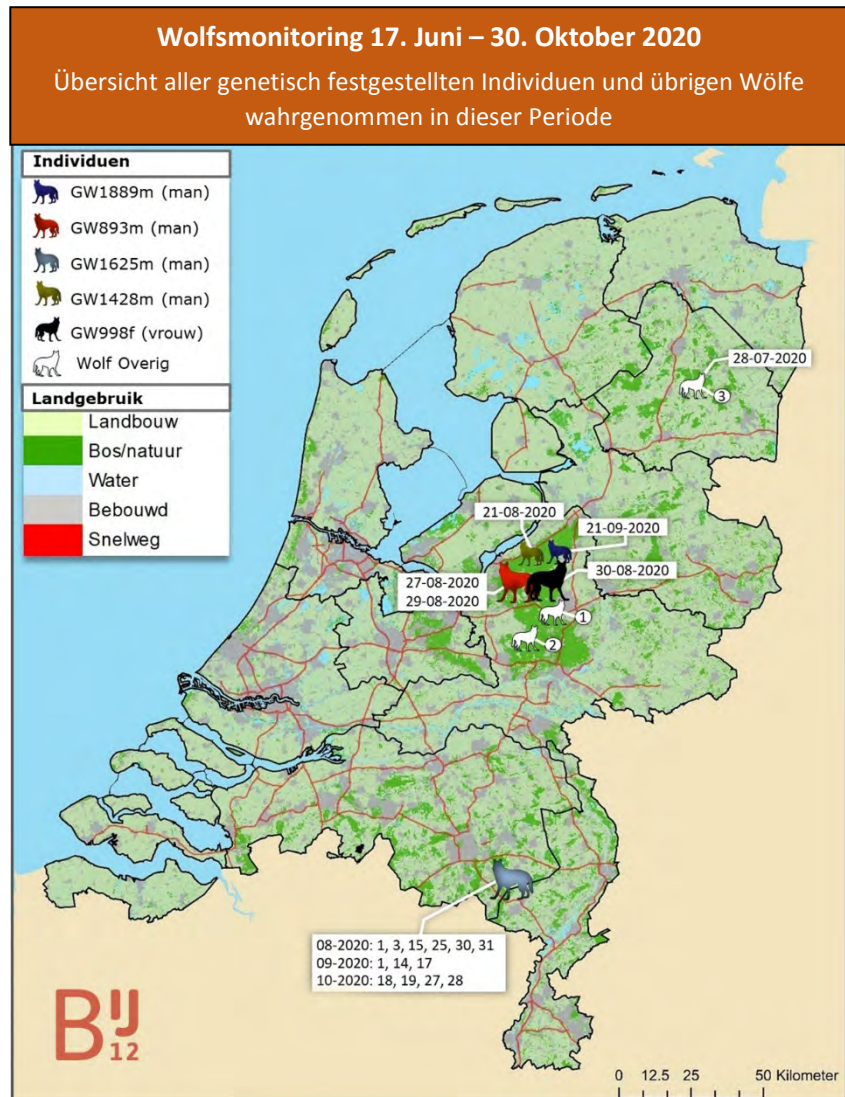 Wolfsmonitoring 17. Juni – 30. Oktober 2020
Übersicht aller genetisch festgestellten Individuen und übrigen Wölfe
wahrgenommen in dieser Periode
Individuen
GW1889m (man)
GW893m (man)
GW1625m (man)
GW1428m (man)
GW998f (vrouw)
Wolf Overig
Landgebruik
Landbouw
Bos/natuur
Water
Bebouwd
Snelweg
28-07-2020
3
21-08-2020
21-09-2020
27-08-2020
29-08-2020
30-08-2020
1
2
08-2020: 1, 3, 15, 25, 30, 31
09-2020: 1, 14, 17
10-2020: 18, 19, 27, 28
BIJ
12
0 12.5 25 50 Kilometer